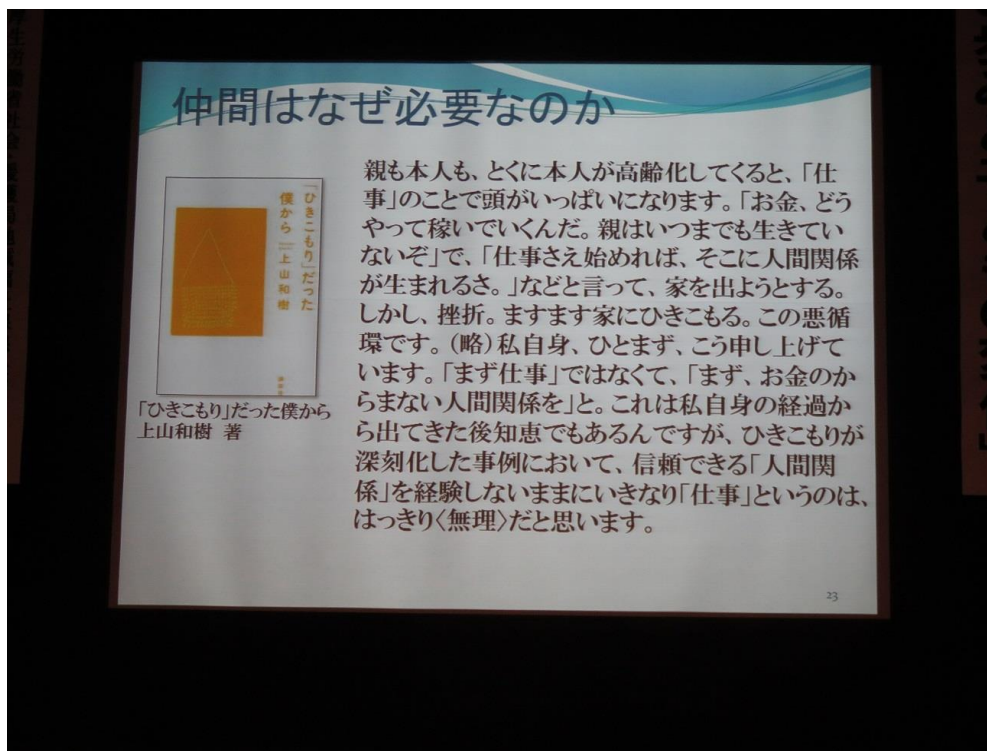 仲間はなぜ必要なのか
親も本人も、とくに本人が高齢化してくると、「仕
事」のことで頭がいっぱいになります。「お金、どう
やって稼いでいくんだ。親はいつまでも生きてい
ないぞ」で、「仕事さえ始めれば、そこに人間関係
が生まれるさ。」などと言って、家を出ようとする。
しかし、挫折。ますます家にひきこもる。この悪循
環です。(略)私自身、ひとまず、こう申し上げて
います。「まず仕事」ではなくて、「まず、お金のか
らまない人間関係を」と。これは私自身の経過か
ら出てきた後知恵でもあるんですが、ひきこもりが
深刻化した事例において、信頼できる「人間関
係」を経験しないままにいきなり「仕事」というのは、
はっきり〈無理〉だと思います。
「ひきこもり」だった
僕から
上山和樹
「ひきこもり」だった僕から
上山和樹 著
23